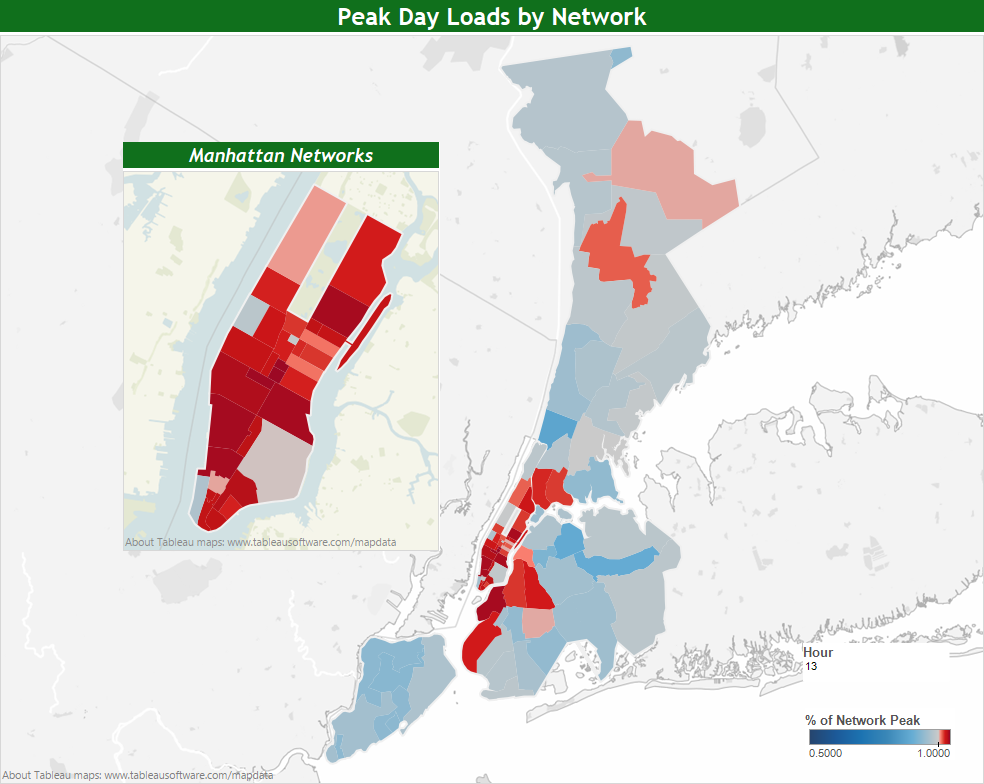 Peak Day Loads by Network
Manhattan Networks
About Tableau maps: www.tableausoftware.com/mapdata
Hour
13
% of Network Peak
0.5000 1.0000
About Tableau maps: www.tableausoftware.com/mapdata